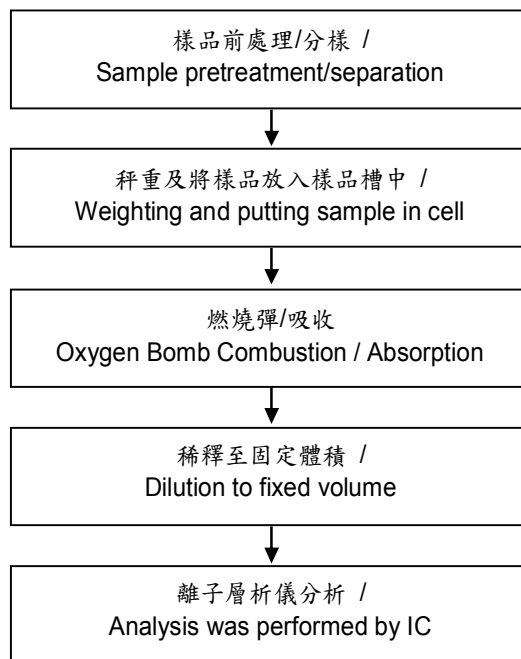 樣品前處理/分樣 /
Sample pretreatment/separation
秤重及將樣品放入樣品槽中 /
Weighting and putting sample in cell
燃燒彈/吸收
Oxygen Bomb Combustion / Absorption
稀釋至固定體積 /
Dilution to fixed volume
離子層析儀分析 /
Analysis was performed by IC